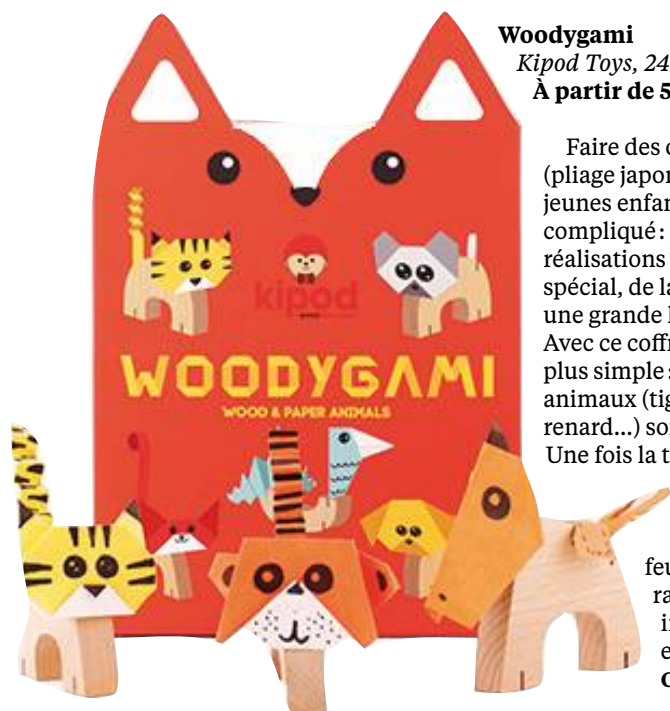 Woodygami
Kipod Toys, 24
À partir de 5
Faire des
(pliage japon
jeunes enfan
compliqué :
réalisations
spécial, de la
une grande
Avec ce coffr
plus simple :
animaux (tig
renard...) so
Une fois la t
feu
ra
i
e
kipod
WOODYGAMI
WOOD & PAPER ANIMALS